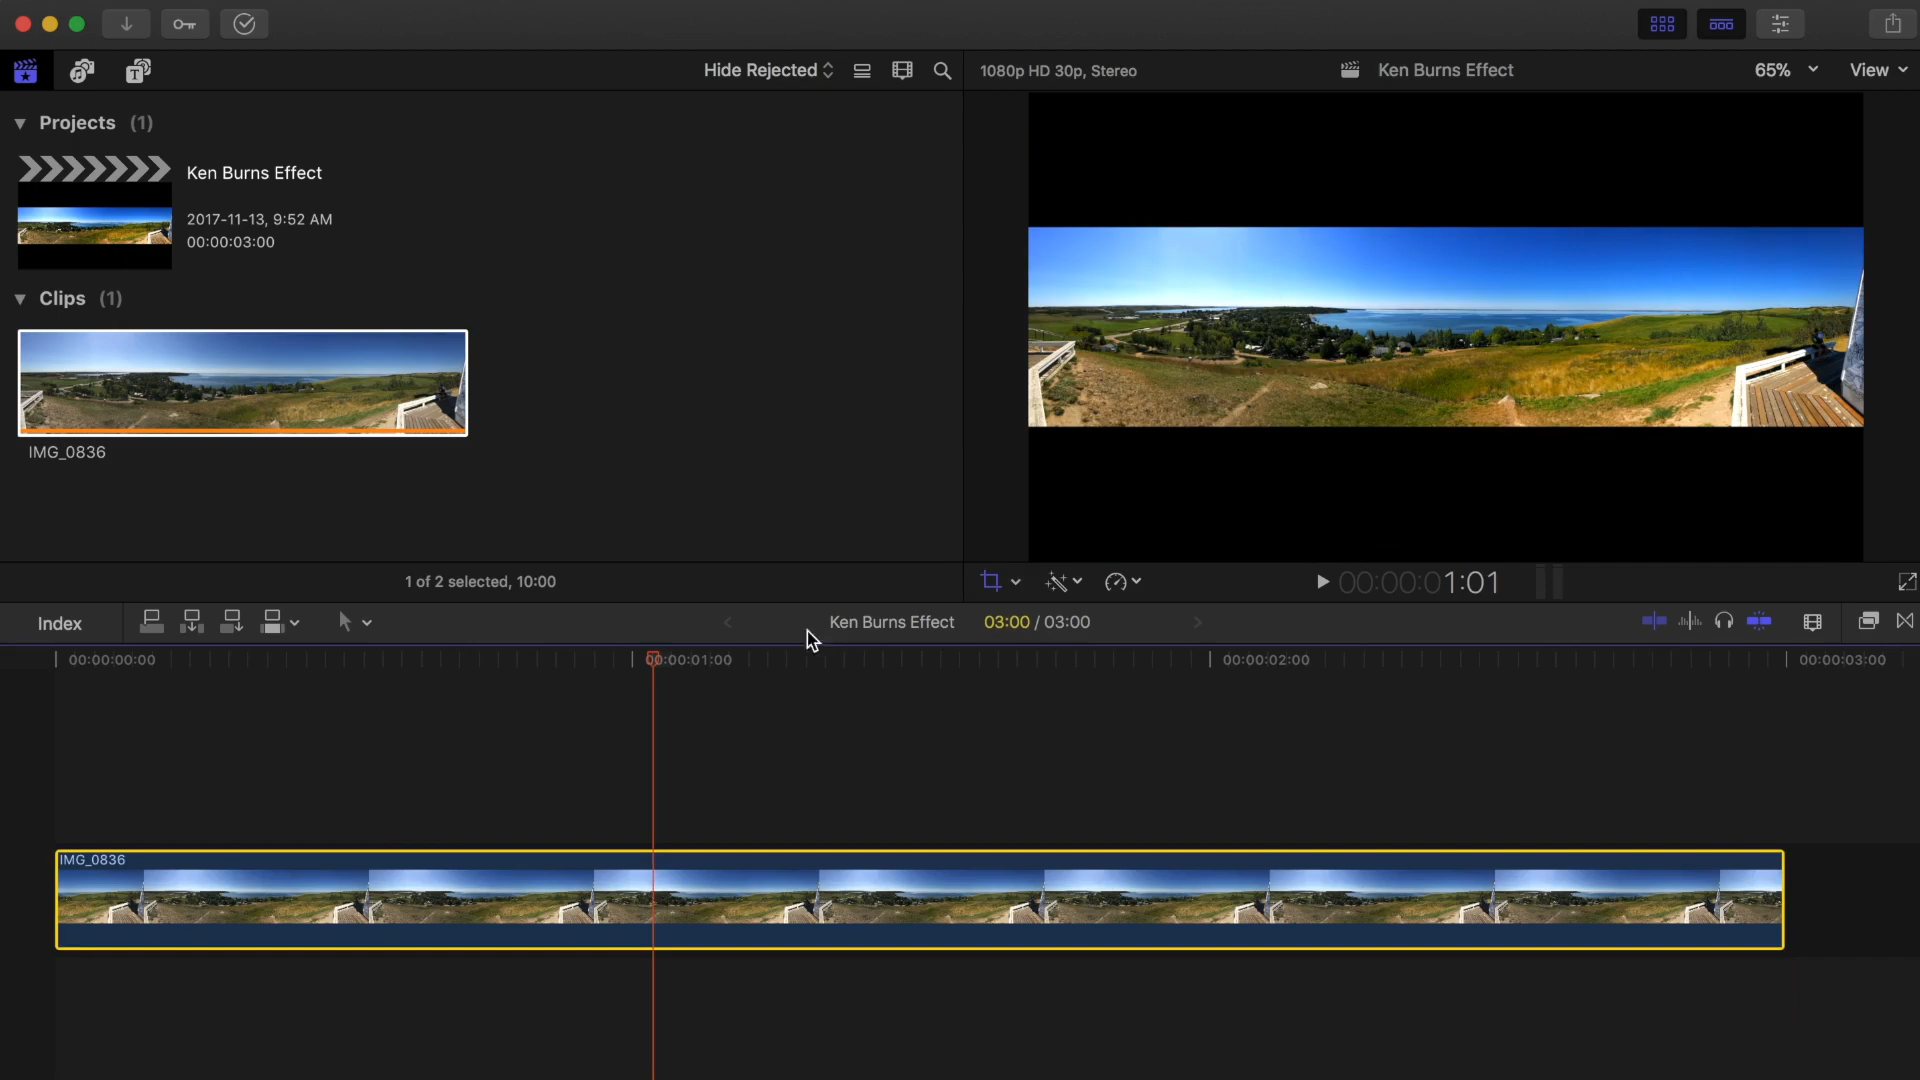 Hide Rejected
1080p HD 30p, Stereo
Ken Burns Effect
65%
View
Projects (1)
Ken Burns Effect
2017-11-13, 9:52 AM
00:00:03:00
Clips (1)
IMG_0836
1 of 2 selected, 10:00
00:00:01:01
Index
Ken Burns Effect
03:00 / 03:00
00:00:00:00
00:00:01:00
00:00:02:00
00:00:03:00
IMG_0836